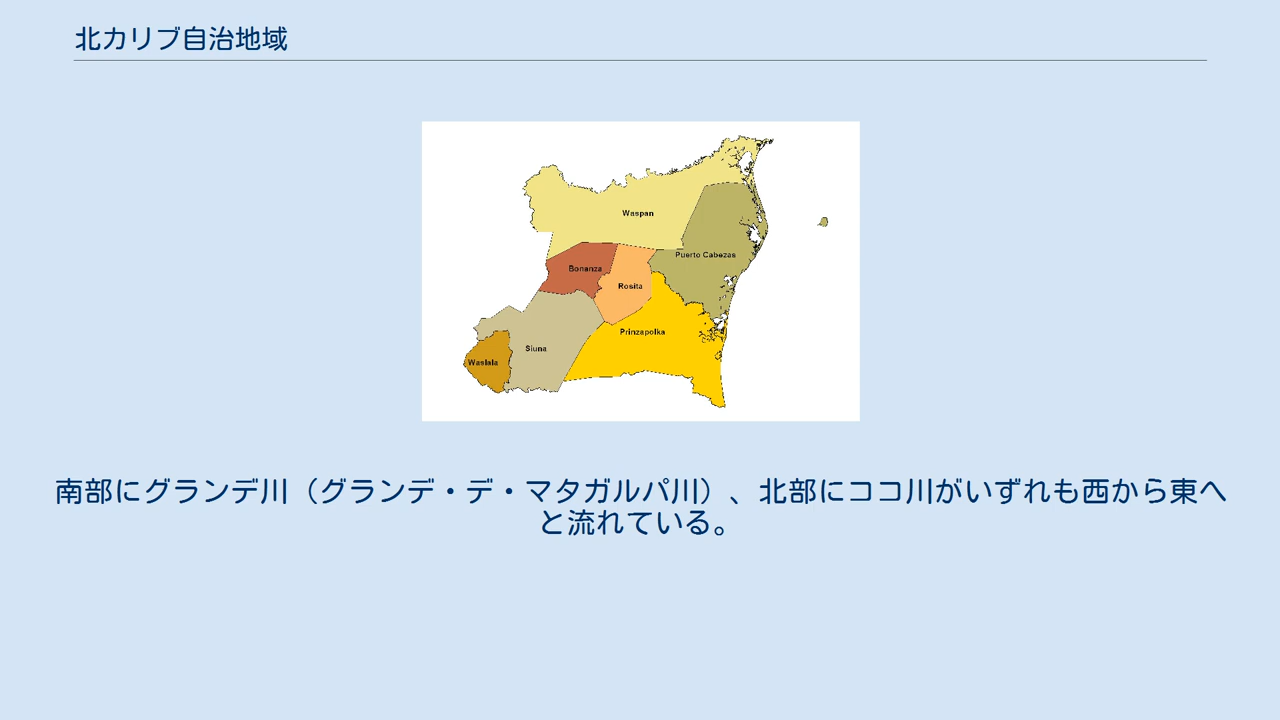 北カリブ自治地域
Waspan
Puerto Cabezas
Bonanza
Rosita
Prinzapolka
Siuna
Waslala
南部にグランデ川（グランデ・デ・マタガルパ川）、北部にココ川がいずれも西から東へ
と流れている。